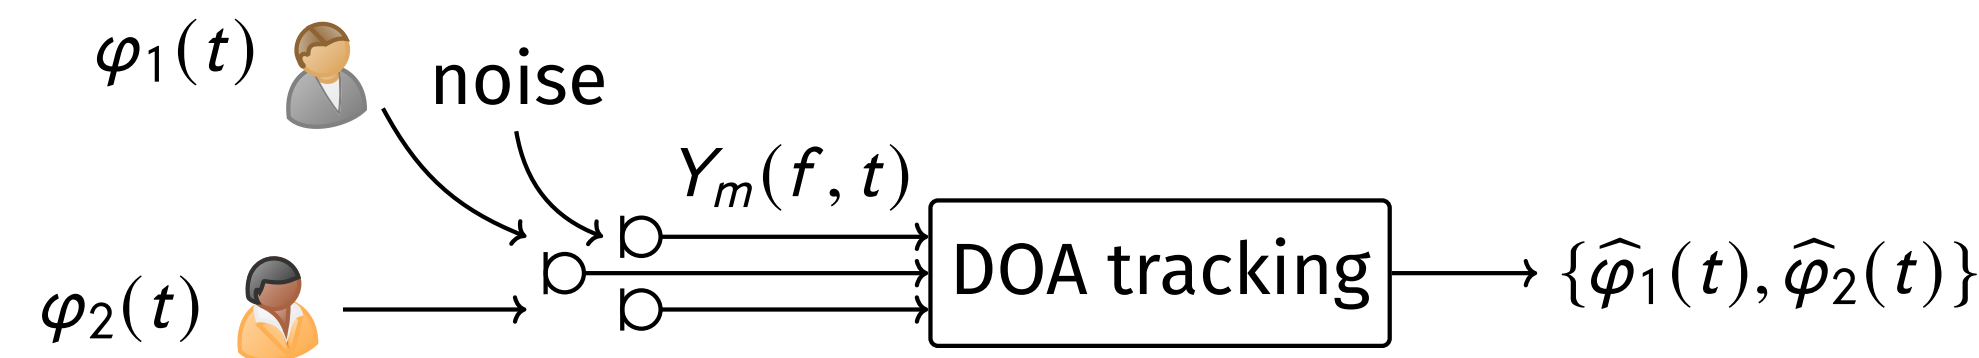 φ₁(t)
noise
Yₘ(f, t)
DOA tracking
{φ̂₁(t), φ̂₂(t)}
φ₂(t)